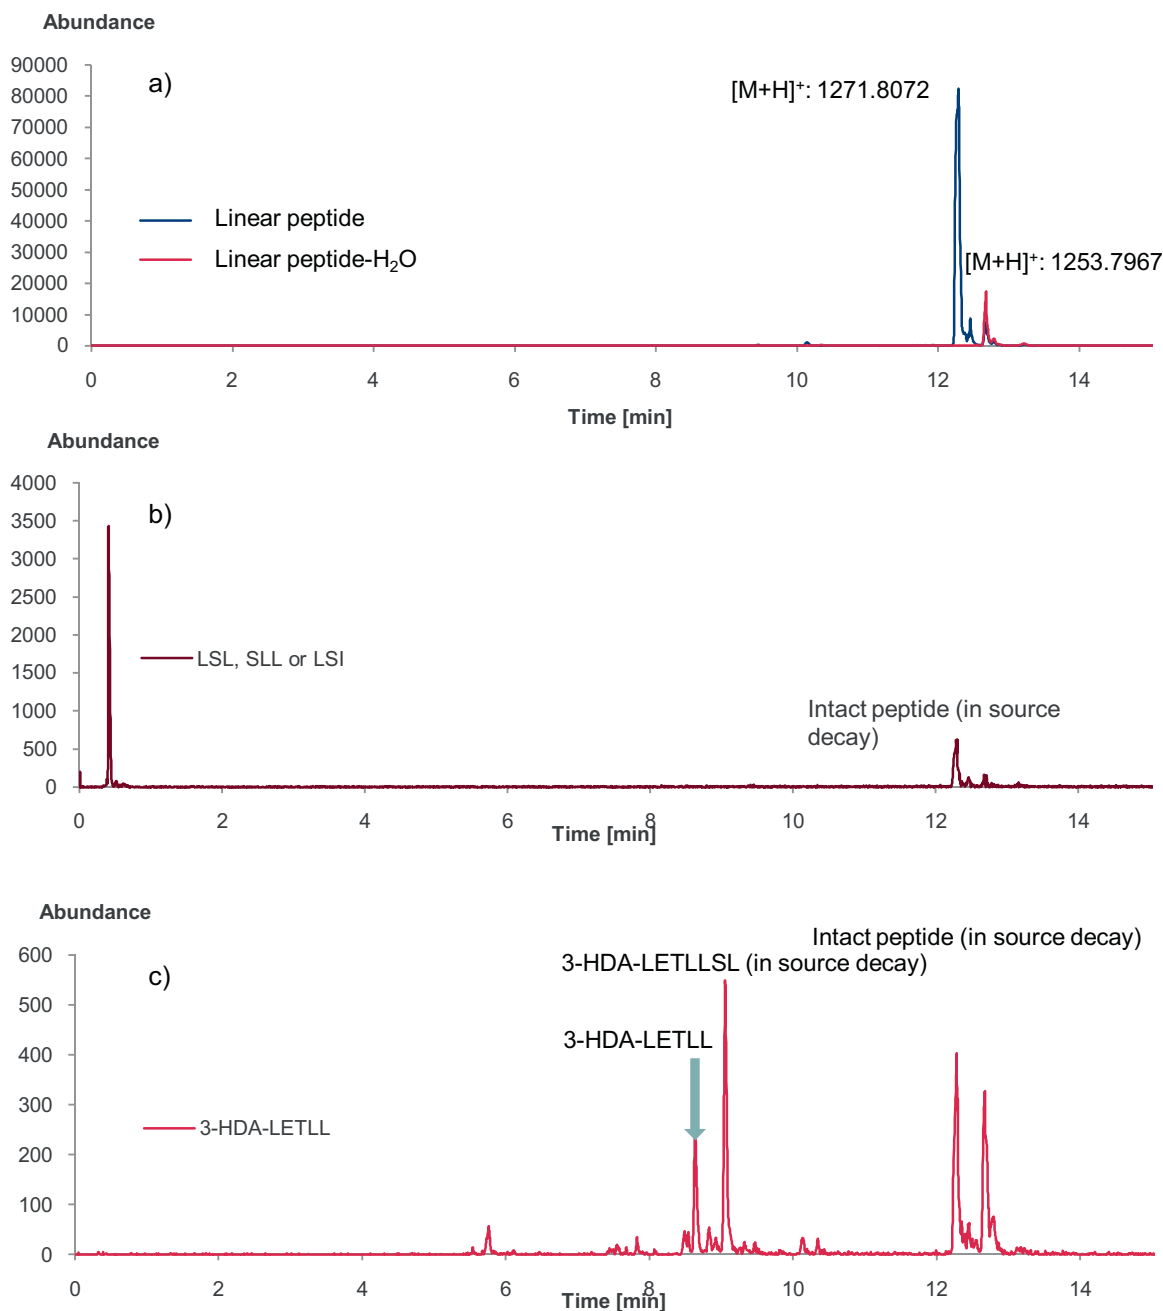 Abundance
90000
a)
[M+H]⁺: 1271.8072
80000
70000
60000
50000
40000
Linear peptide
30000
Linear peptide-H₂O
[M+H]⁺: 1253.7967
20000
10000
0
0 2 4 6 8 10 12 14
Time [min]
Abundance
4000
b)
3500
3000
2500
2000
1500
LSL, SLL or LSI
1000
Intact peptide (in source
decay)
500
0
0 2 4 6 8 10 12 14
Time [min]
Abundance
600
Intact peptide (in source decay)
c)
3-HDA-LETLLSL (in source decay)
500
3-HDA-LETLL
400
300
3-HDA-LETLL
200
100
0
0 2 4 6 8 10 12 14
Time [min]